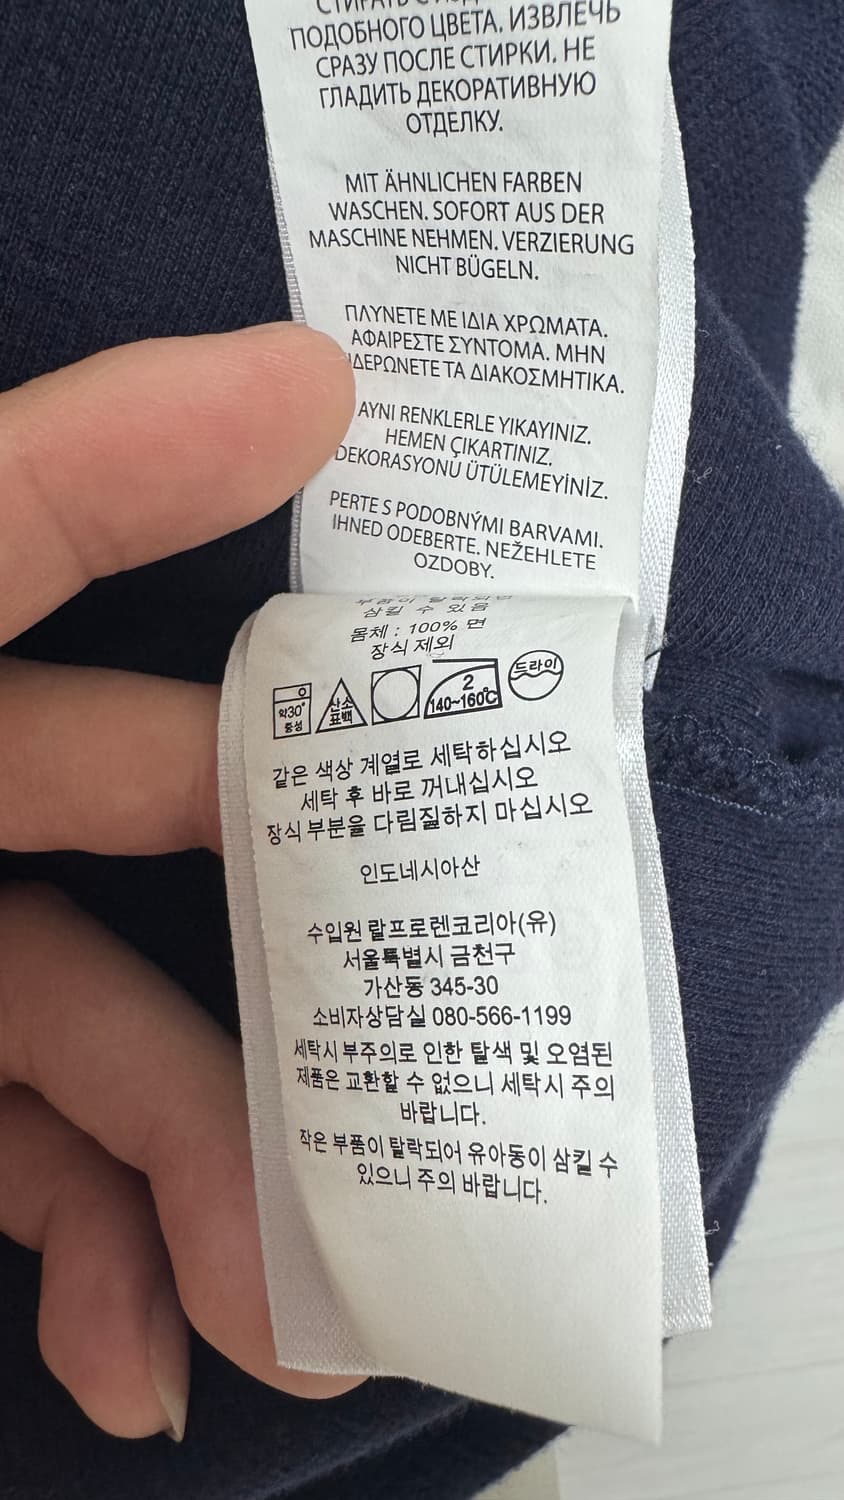 ПОДОБНОГО ЦВЕТА. ИЗВЛЕЧЬ
СРАЗУ ПОСЛЕ СТИРКИ. НЕ
ГЛАДИТЬ ДЕКОРАТИВНУЮ
ОТДЕЛКУ.
MIT ÄHNLICHEN FARBEN
WASCHEN. SOFORT AUS DER
MASCHINE NEHMEN. VERZIERUNG
NICHT BÜGELN.
ΠΛΥΝΕΤΕ ΜΕ ΙΔΙΑ ΧΡΩΜΑΤΑ.
ΑΦΑΙΡΕΣΤΕ ΣΥΝΤΟΜΑ. ΜΗΝ
ΤΑ ΔΙΑΚΟΣΜΗΤΙΚΑ.
AYNI RENKLERLE YIKAYINIZ.
HEMEN ÇIKARTINIZ.
DEKORASYONU ÜTÜLEMEYİNİZ.
PERTE S PODOBNÝMI BARVAMI.
IHNED ODEBERTE. NEŽEHLETE
OZDOBY.
삼킬 수 있음
몸체 : 100% 면
장식 제외
약30°
중성
산소
표백
2
140~160℃
드라이
같은 색상 계열로 세탁하십시오
세탁 후 바로 꺼내십시오
장식 부분을 다림질하지 마십시오
인도네시아산
수입원 랄프로렌코리아(유)
서울특별시 금천구
가산동 345-30
소비자상담실 080-566-1199
세탁시 부주의로 인한 탈색 및 오염된
제품은 교환할 수 없으니 세탁시 주의
바랍니다.
작은 부품이 탈락되어 유아동이 삼킬 수
있으니 주의 바랍니다.